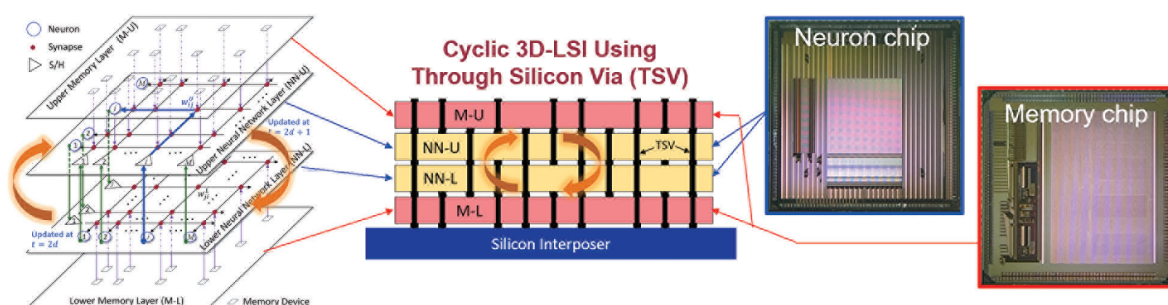 Neuron
Synapse
S/H
Upper Memory Layer (M-U)
Upper Neural Network Layer (NN-U)
Updated at
t = 2d + 1
Lower Neural Network Layer (NN-L)
Updated at
t = 2d
Lower Memory Layer (M-L)
Memory Device
Cyclic 3D-LSI Using
Through Silicon Via (TSV)
M-U
NN-U
TSV
NN-L
M-L
Silicon Interposer
Neuron chip
Memory chip